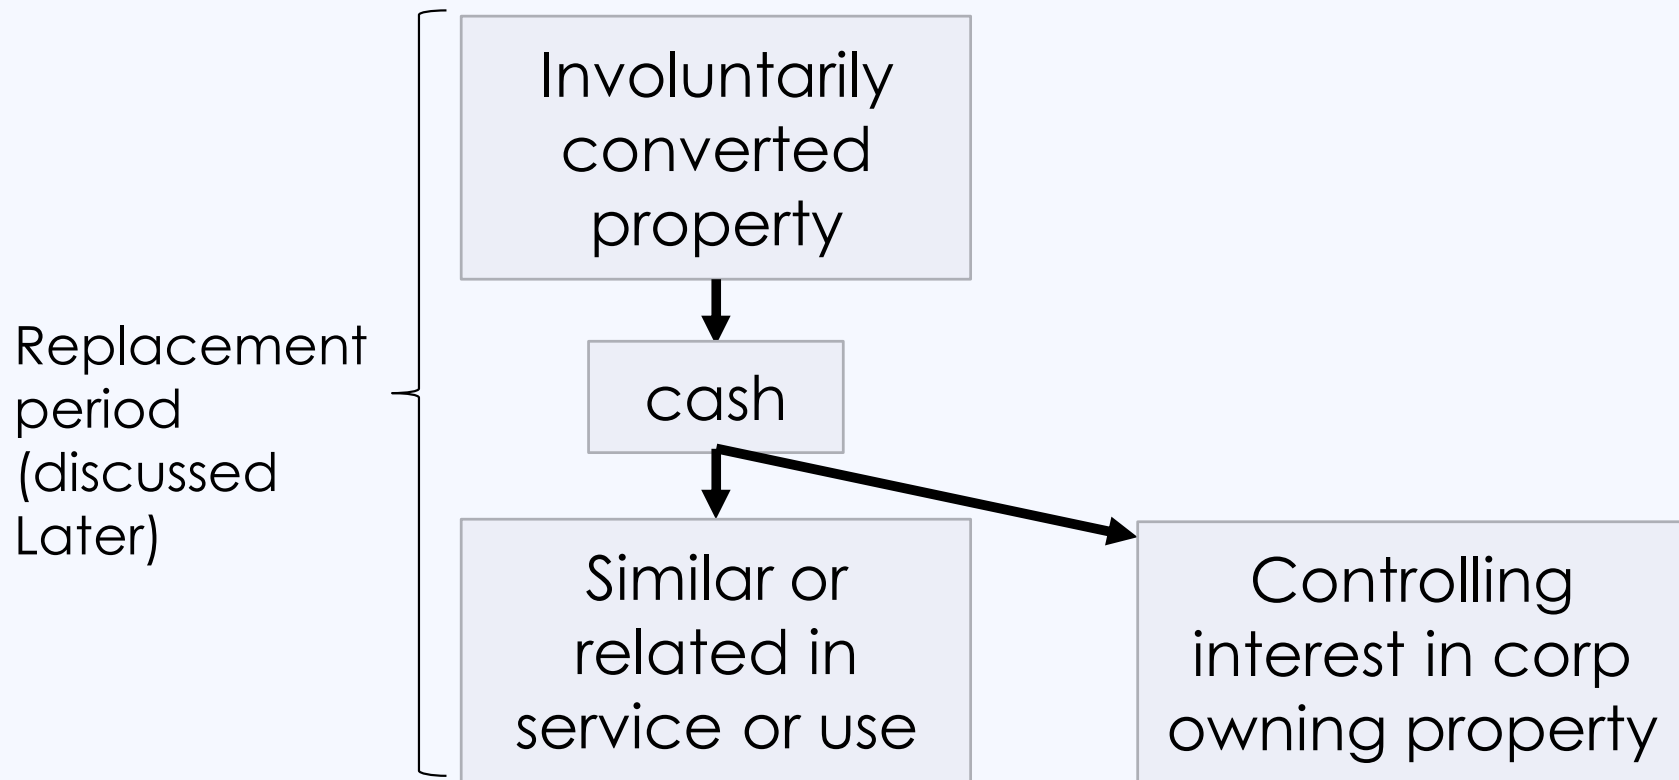 Involuntarily
converted
property
Replacement
period
(discussed
Later)
cash
Similar or
related in
service or use
Controlling
interest in corp
owning property